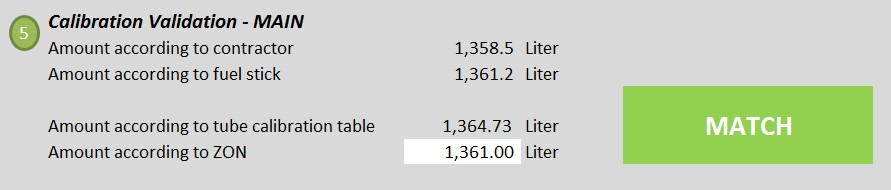 5
Calibration Validation - MAIN
Amount according to contractor 1,358.5 Liter
Amount according to fuel stick 1,361.2 Liter
Amount according to tube calibration table 1,364.73 Liter
Amount according to ZON 1,361.00 Liter
MATCH